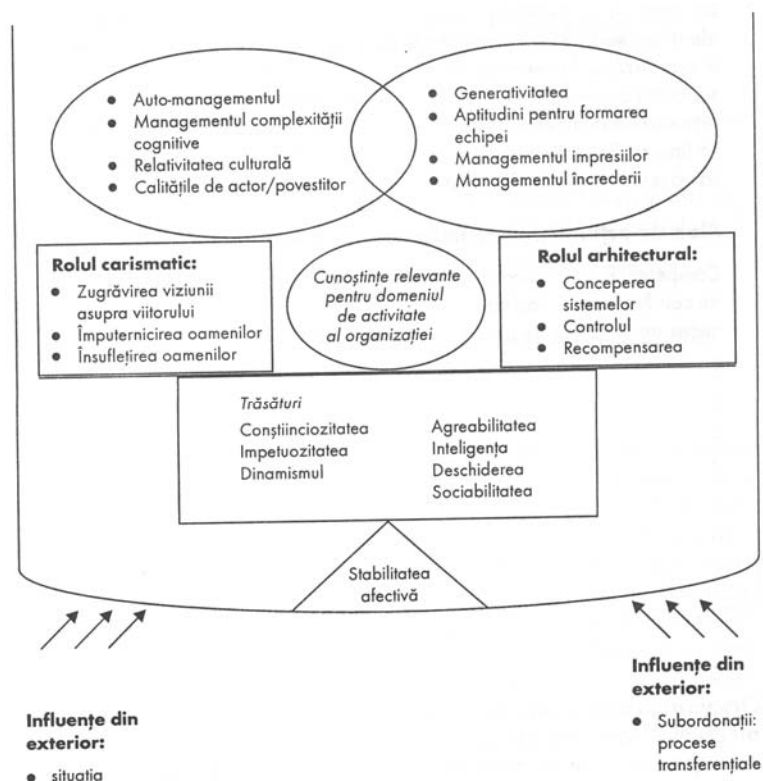 • Auto-managementul
• Managementul complexității
cognitive
• Relativitatea culturală
• Calitățile de actor/povestitor
• Generativitatea
• Aptitudini pentru formarea
echipei
• Managementul impresiilor
• Managementul încrederii
Rolul carismatic:
• Zugrăvirea viziunii
asupra viitorului
• Împuternicirea oamenilor
• Însuflețirea oamenilor
Cunoștințe relevante
pentru domeniul
de activitate
al organizației
Rolul arhitectural:
• Conceperea
sistemelor
• Controlul
• Recompensarea
Trăsături
Conștiinciozitatea
Impetuozitatea
Dinamismul
Agreabilitatea
Inteligența
Deschiderea
Sociabilitatea
Stabilitatea
afectivă
Influențe din
exterior:
• situația
Influențe din
exterior:
• Subordonații:
procese
transferențiale